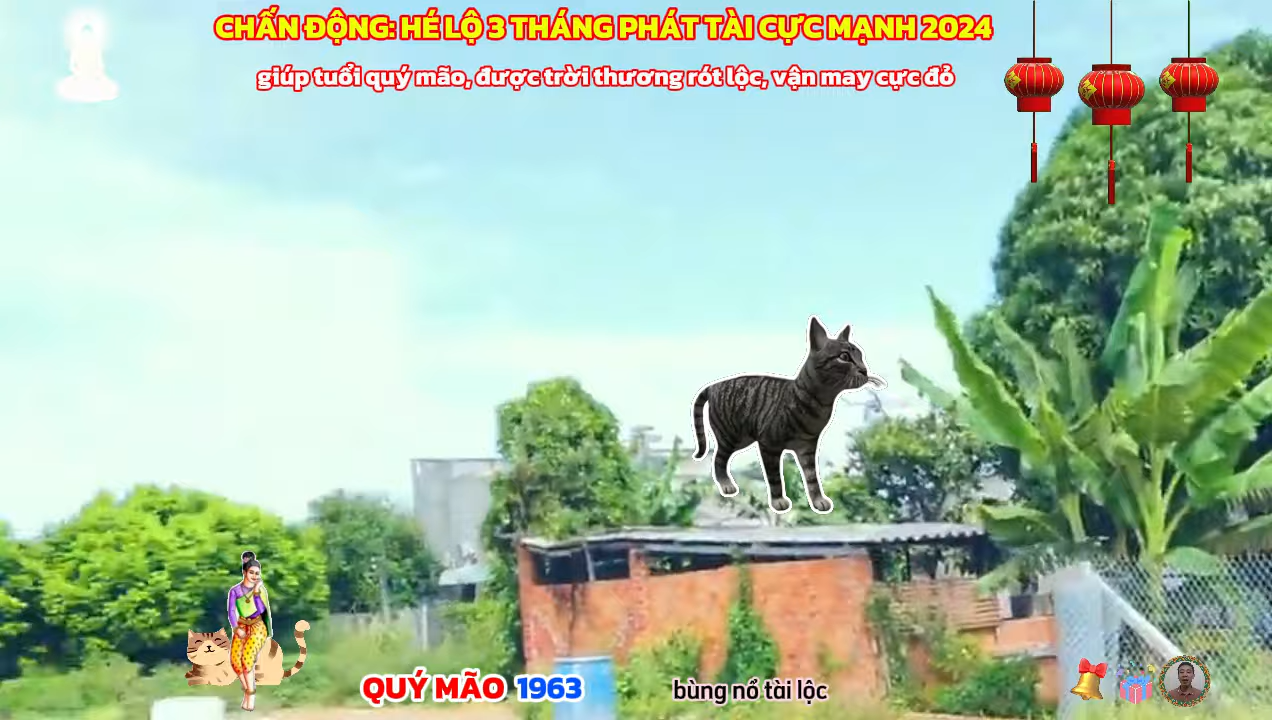 CHẤN ĐỘNG: HÉ LỘ 3 THÁNG PHÁT TÀI CỰC MẠNH 2024
giúp tuổi quý mão, được trời thương rót lộc, vận may cực đỏ
QUÝ MÃO 1963
bùng nổ tài lộc